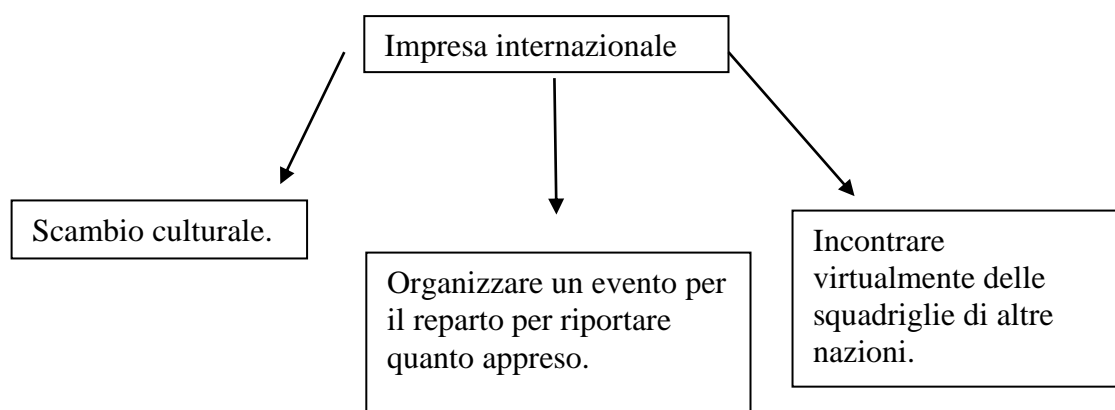 Impresa internazionale
Scambio culturale.
Organizzare un evento per
il reparto per riportare
quanto appreso.
Incontrare
virtualmente delle
squadriglie di altre
nazioni.